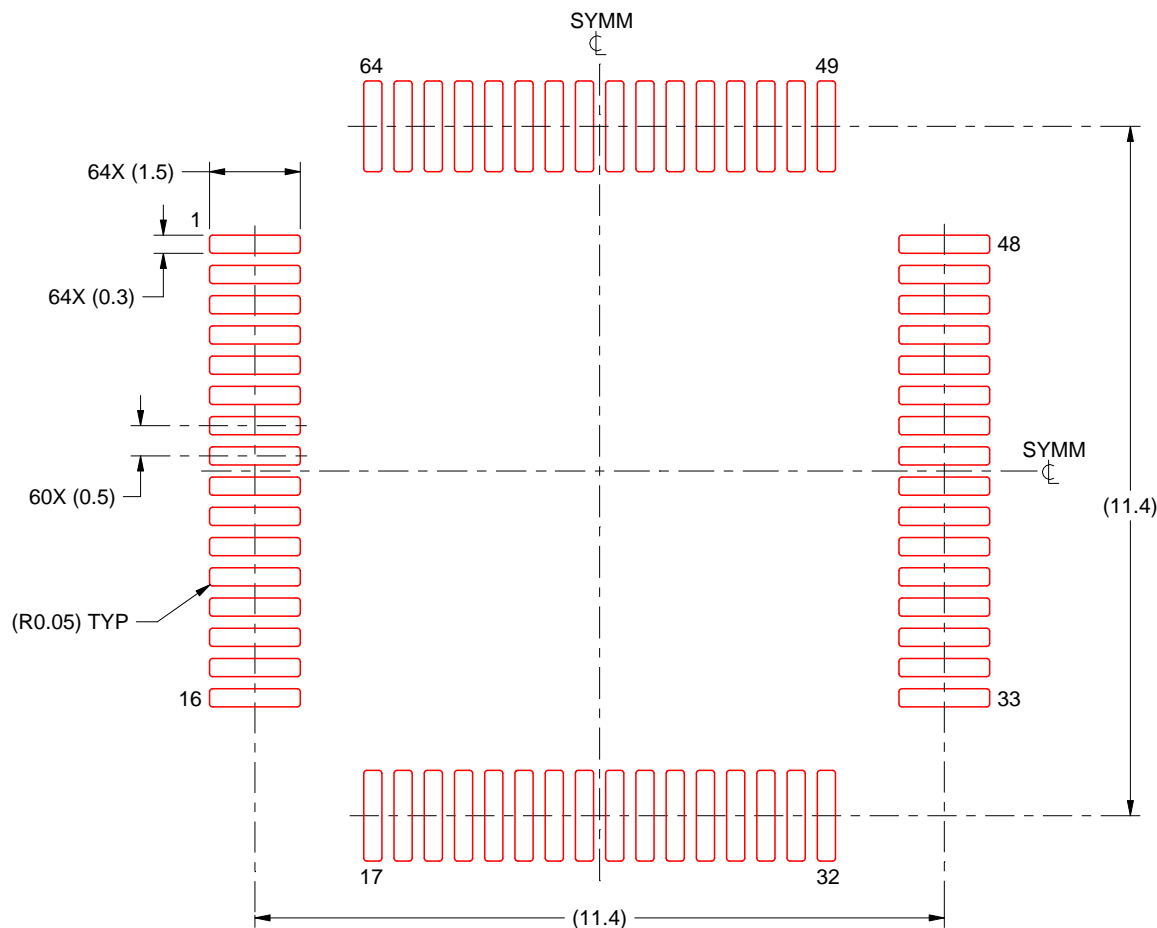 SYMM
64
49
64X (1.5)
1
48
64X (0.3)
SYMM
60X (0.5)
(11.4)
(R0.05) TYP
16
33
17
32
(11.4)